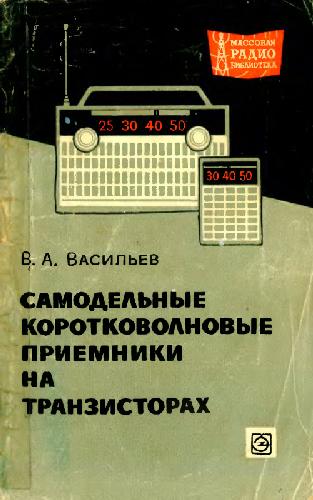 МАССОВАЯ
РАДИО
БИБЛИОТЕКА
25 30 40 50
30 40 50
В. А. ВАСИЛЬЕВ
САМОДЕЛЬНЫЕ
КОРОТКОВОЛНОВЫЕ
ПРИЕМНИКИ
НА
ТРАНЗИСТОРАХ